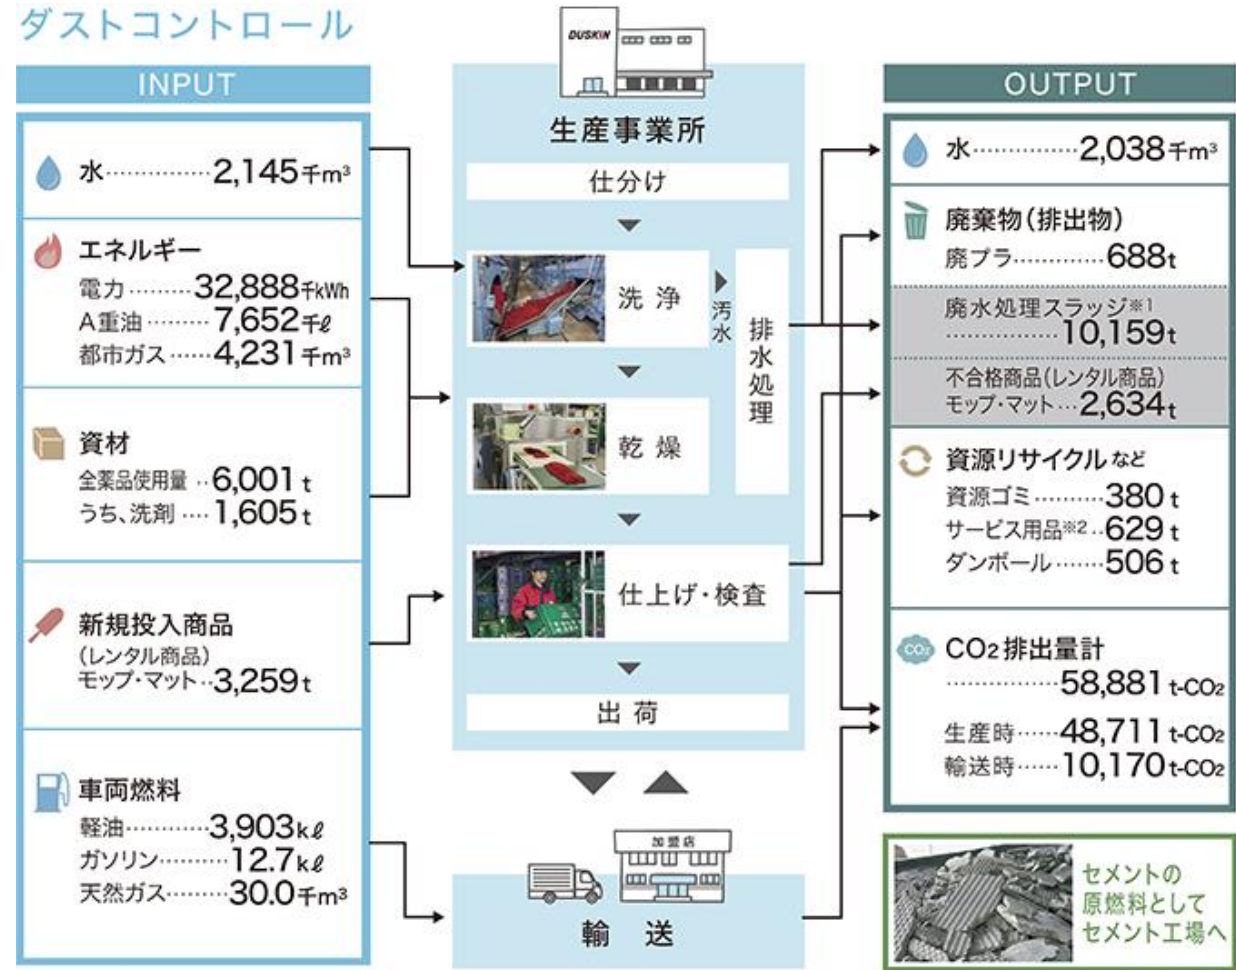 ダストコントロール
INPUT
水……………2,145千m³
エネルギー
電力………32,888千kWh
A重油………7,652千ℓ
都市ガス……4,231千m³
資材
全薬品使用量‥6,001 t
うち、洗剤‥‥1,605 t
新規投入商品
(レンタル商品)
モップ・マット‥3,259 t
車両燃料
軽油…………3,903kℓ
ガソリン………12.7kℓ
天然ガス………30.0千m³
DUSKIN
生産事業所
仕分け
洗浄
汚水
排水処理
乾燥
仕上げ・検査
出荷
加盟店
輸送
OUTPUT
水……………2,038千m³
廃棄物(排出物)
廃プラ…………688t
廃水処理スラッジ※1
……………10,159t
不合格商品(レンタル商品)
モップ・マット…2,634t
資源リサイクルなど
資源ゴミ………380 t
サービス用品※2‥629 t
ダンボール……506 t
CO2
CO2排出量計
……………58,881 t-CO2
生産時……48,711 t-CO2
輸送時……10,170 t-CO2
セメントの
原燃料として
セメント工場へ